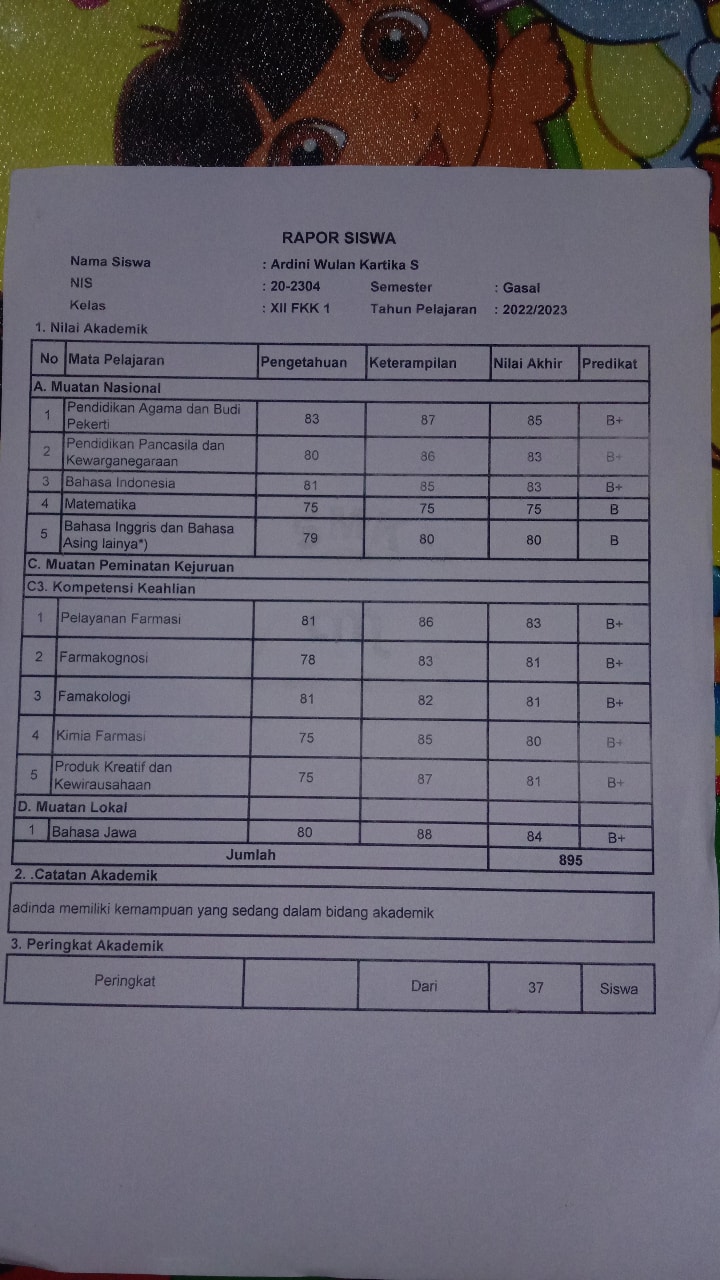 RAPOR SISWA
Nama Siswa : Ardini Wulan Kartika S
NIS : 20-2304 Semester : Gasal
Kelas : XII FKK 1 Tahun Pelajaran : 2022/2023
1. Nilai Akademik
No Mata Pelajaran Pengetahuan Keterampilan Nilai Akhir Predikat
A. Muatan Nasional
1 Pendidikan Agama dan Budi
Pekerti 83 87 85 B+
2 Pendidikan Pancasila dan
Kewarganegaraan 80 86 83 B+
3 Bahasa Indonesia 81 85 83 B+
4 Matematika 75 75 75 B
5 Bahasa Inggris dan Bahasa
Asing lainya*) 79 80 80 B
C. Muatan Peminatan Kejuruan
C3. Kompetensi Keahlian
1 Pelayanan Farmasi 81 86 83 B+
2 Farmakognosi 78 83 81 B+
3 Famakologi 81 82 81 B+
4 Kimia Farmasi 75 85 80 B+
5 Produk Kreatif dan
Kewirausahaan 75 87 81 B+
D. Muatan Lokal
1 Bahasa Jawa 80 88 84 B+
Jumlah 895
2. .Catatan Akademik
adinda memiliki kemampuan yang sedang dalam bidang akademik
3. Peringkat Akademik
Peringkat Dari 37 Siswa